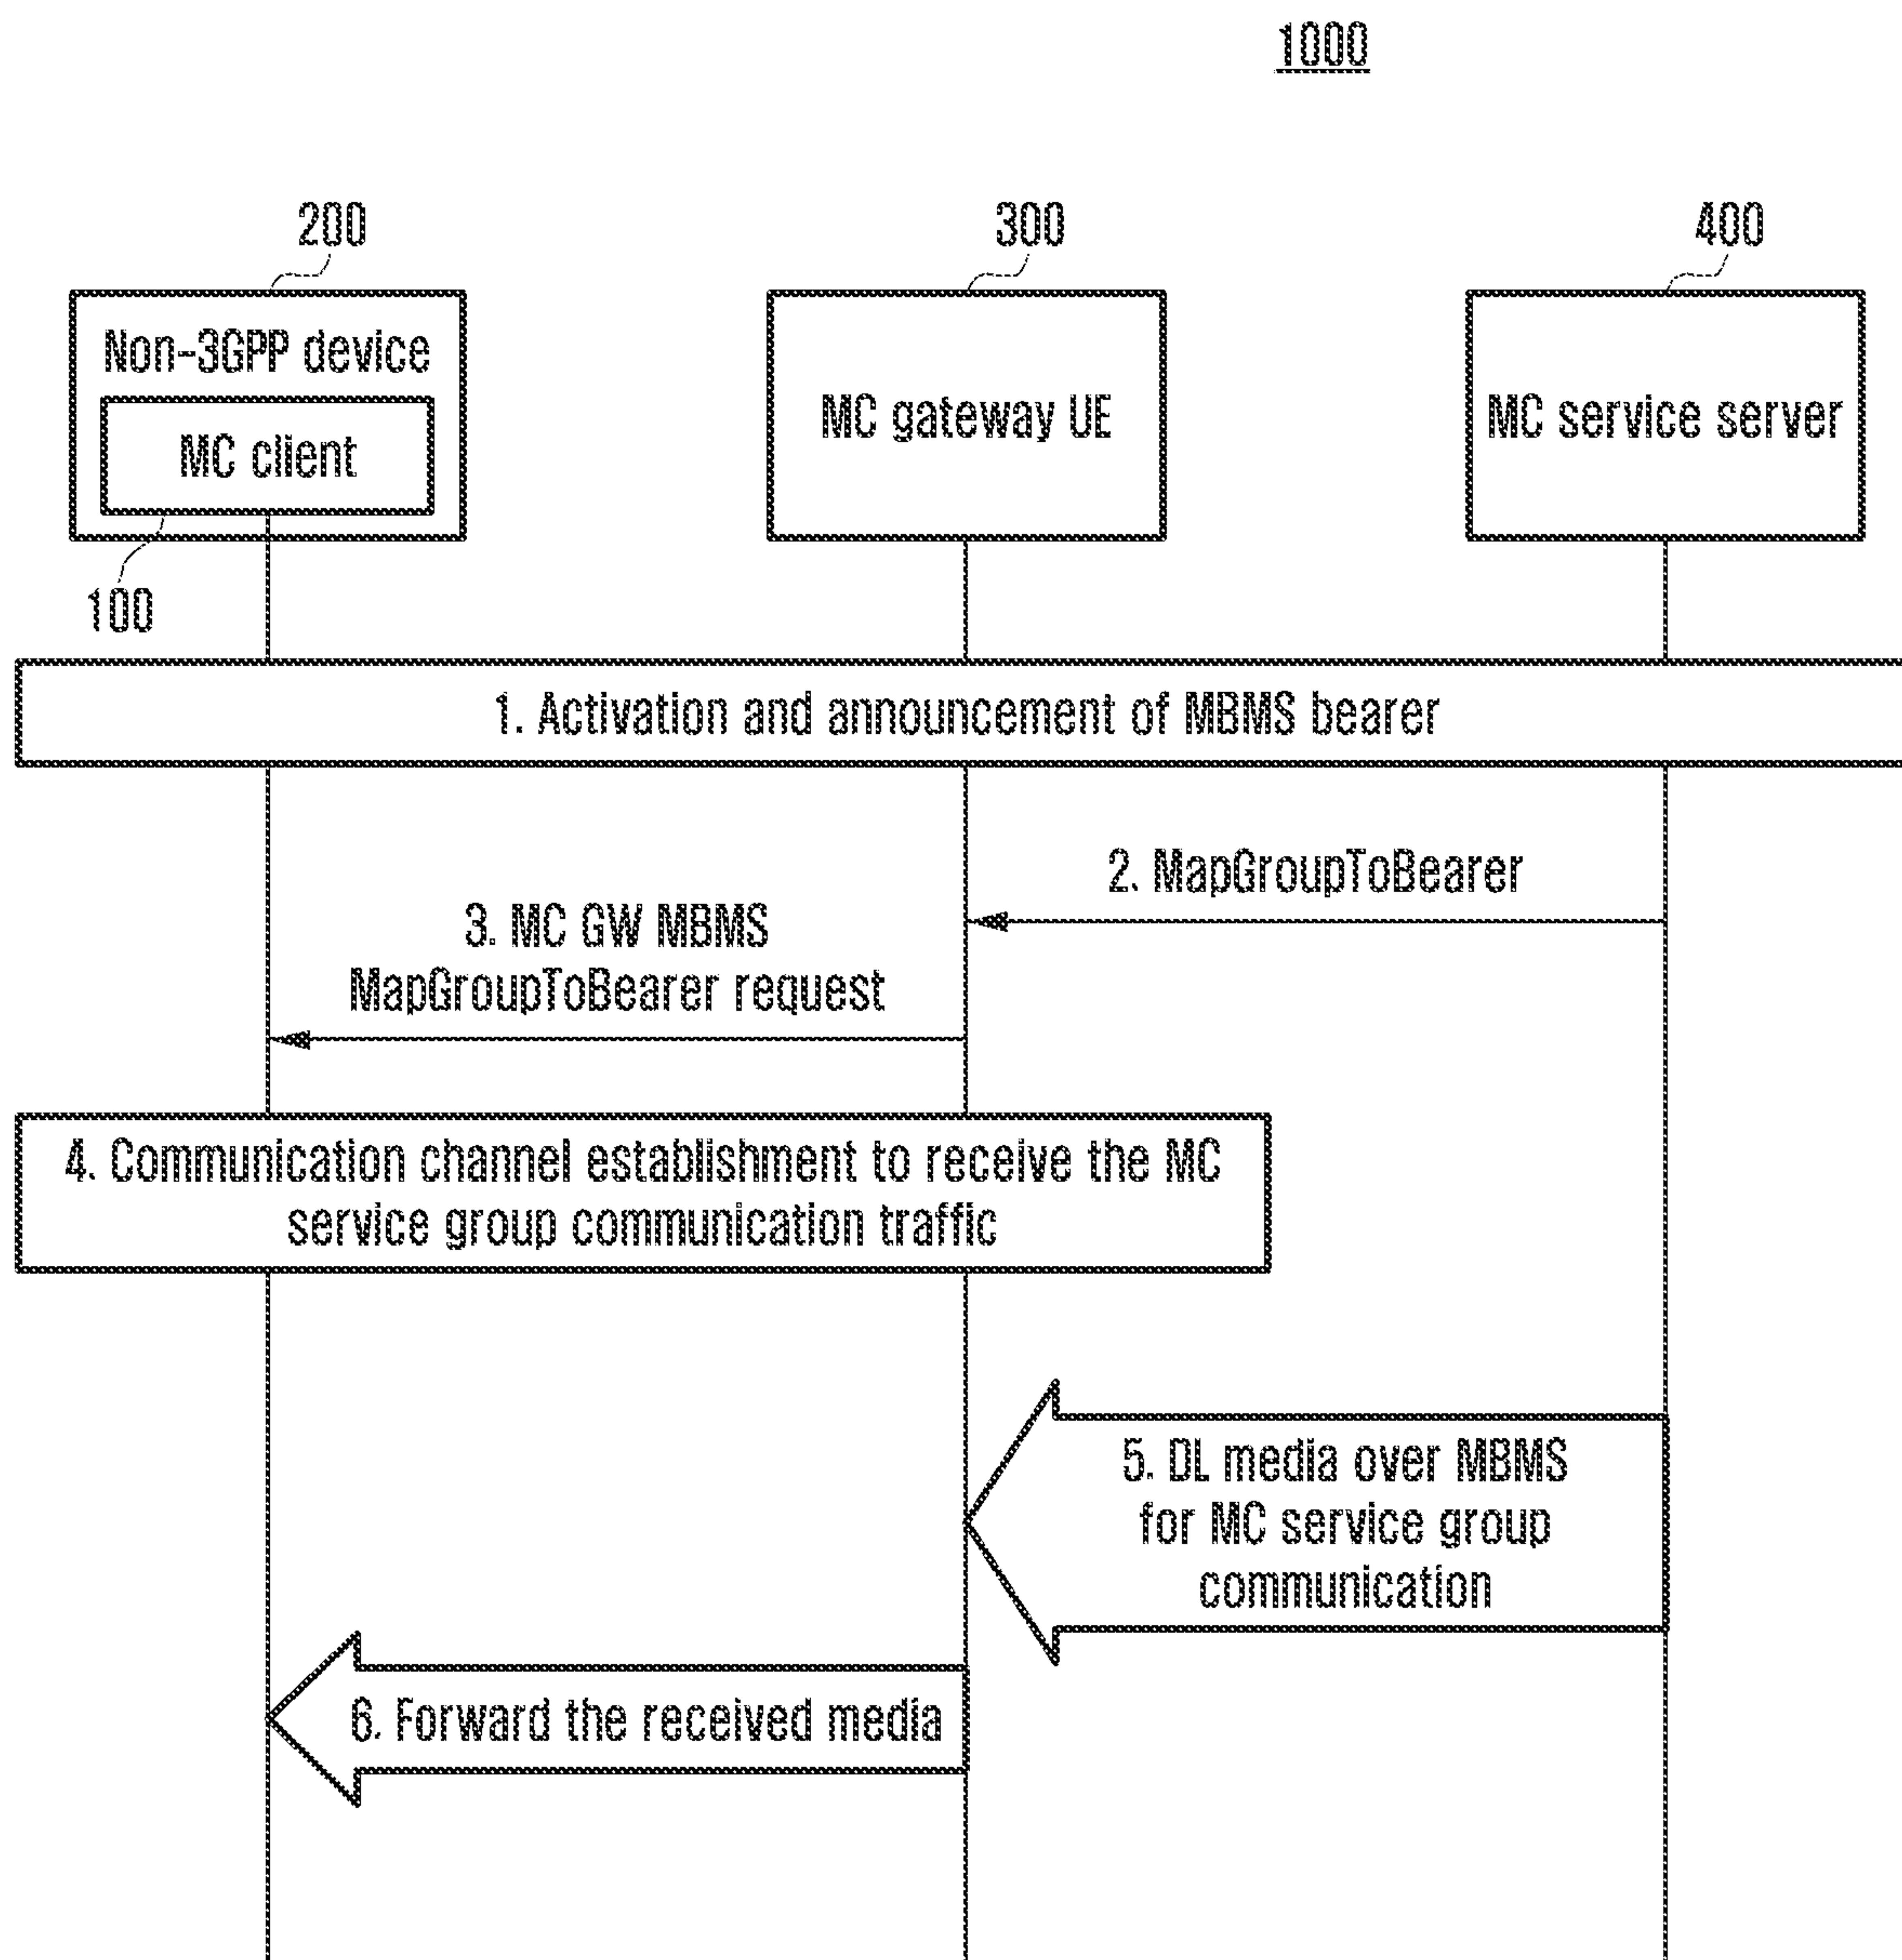 1000
200
300
400
Non-3GPP device
MC client
MC gateway UE
MC service server
100
1. Activation and announcement of MBMS bearer
2. MapGroupToBearer
3. MC GW MBMS
MapGroupToBearer request
4. Communication channel establishment to receive the MC
service group communication traffic
5. DL media over MBMS
for MC service group
communication
6. Forward the received media